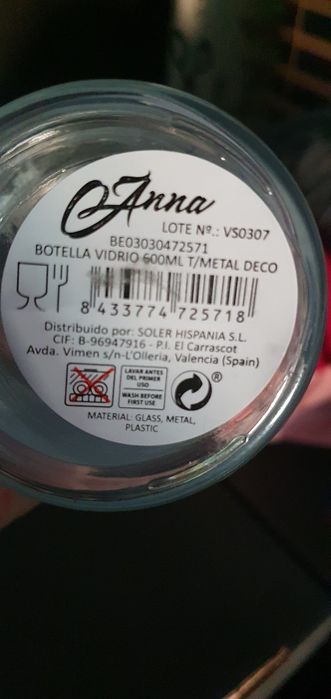 Anna
LOTE Nº.: VS0307
BE03030472571
BOTELLA VIDRIO 600ML T/METAL DECO
8 433774 725718
Distribuido por: SOLER HISPANIA S.L.
CIF: B-96947916 - P.I. El Carrascot
Avda. Vimen s/n-L'Olleria, Valencia (Spain)
LAVAR ANTES
DEL PRIMER
USO
WASH BEFORE
FIRST USE
®
MATERIAL: GLASS, METAL,
PLASTIC